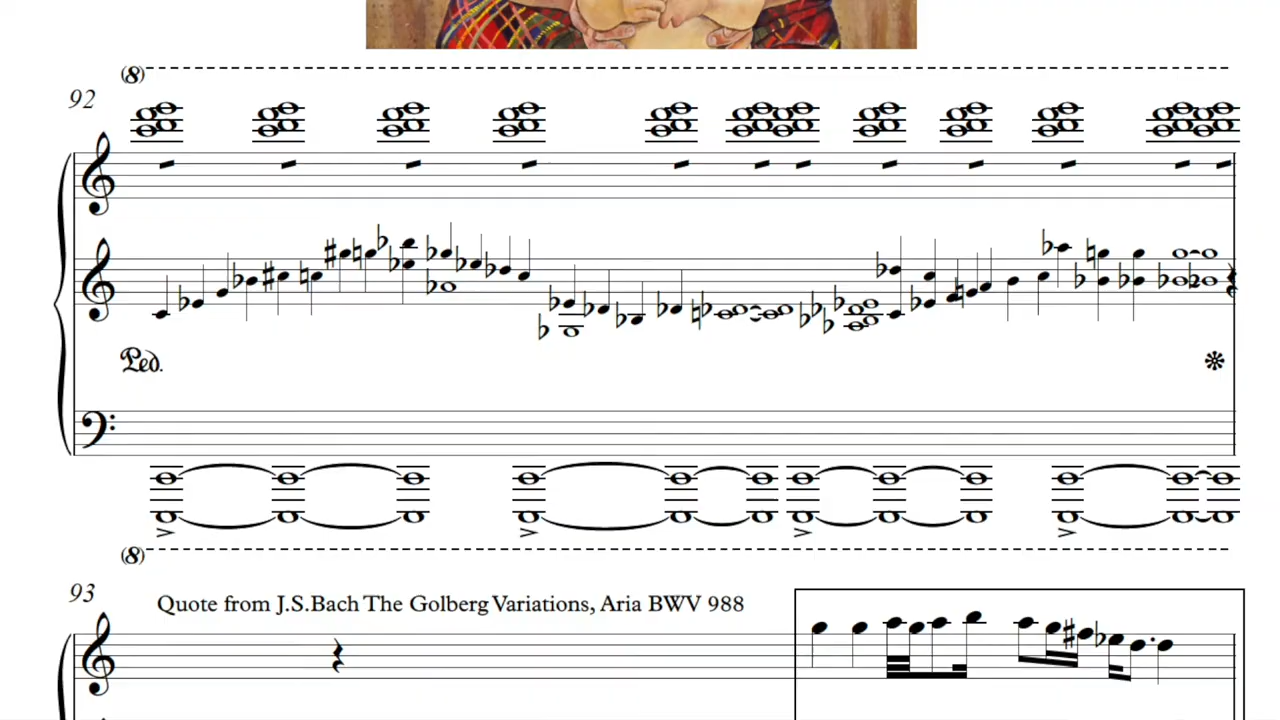 (8)
92
Ped.
(8)
93
Quote from J.S.Bach The Golberg Variations, Aria BWV 988